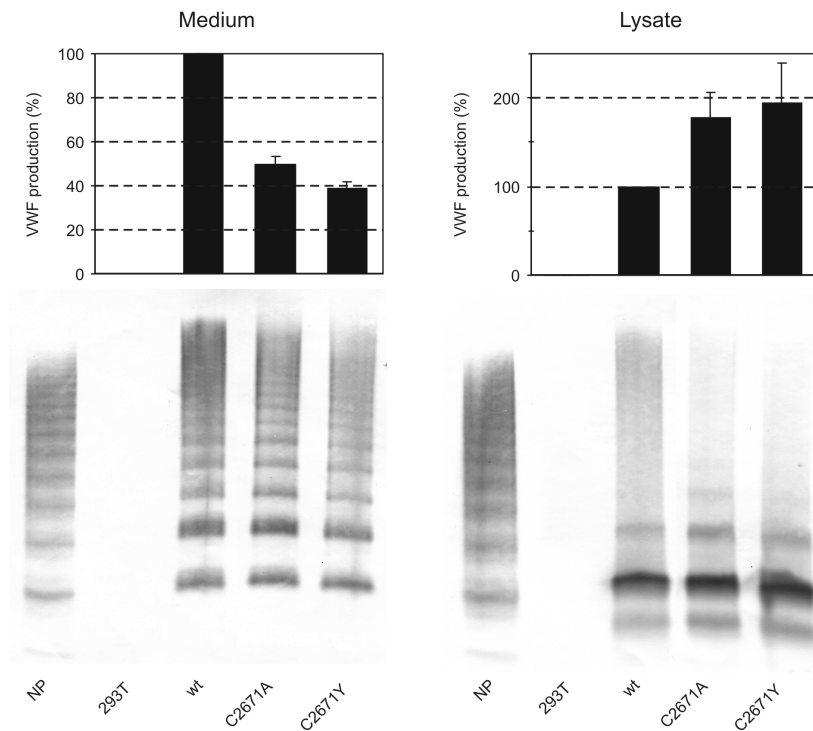 Medium
VWF production (%)
100
80
60
40
20
0
NP
293T
wt
C2671A
C2671Y
Lysate
VWF production (%)
200
100
0
NP
293T
wt
C2671A
C2671Y